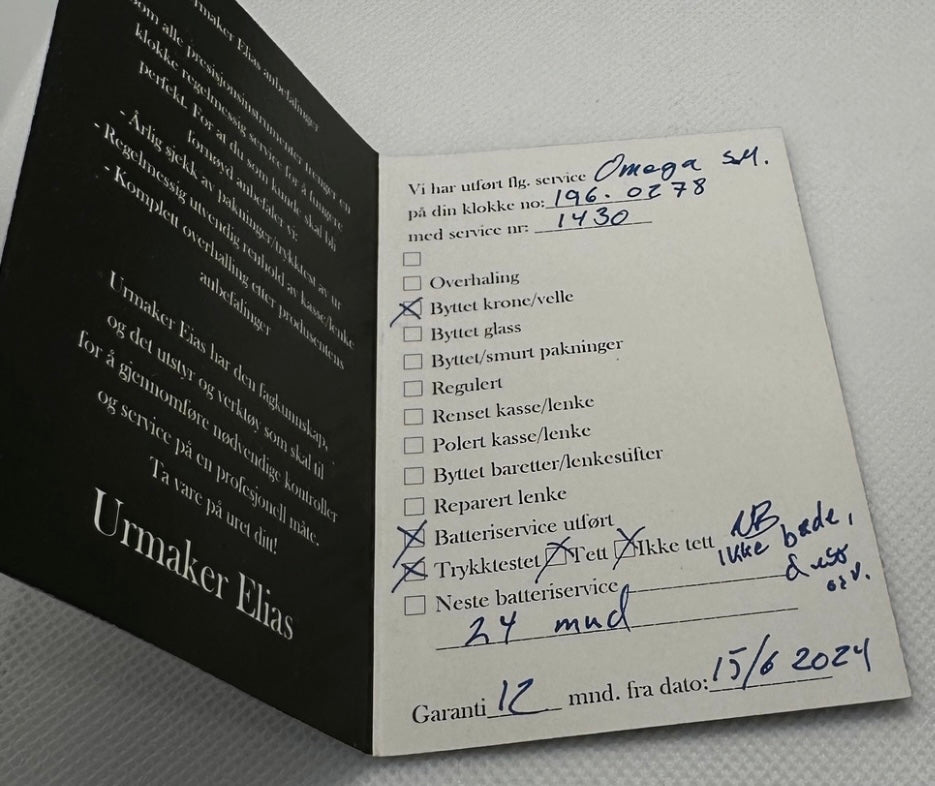 Urmaker Elias anbefalinger
Som alle presisjonsinstrumenter trenger en
klokke regelmessig service for å fungere
perfekt. For at du som kunde skal bli
fornøyd anbefaler vi:
- Årlig sjekk av pakninger/trykktest av ur
- Regelmessig utvendig renhold av kasse/lenke
- Komplett overhaling etter produsentens
anbefalinger
Urmaker Elias har den fagkunnskap,
og det utstyr og verktøy som skal til
for å gjennomføre nødvendige kontroller
og service på en profesjonell måte.
Ta vare på uret ditt!
Urmaker Elias
Vi har utført flg. service Omega SM.
på din klokke no: 196.0278
med service nr: 1430
Overhaling
Byttet krone/velle
Byttet glass
Byttet/smurt pakninger
Regulert
Renset kasse/lenke
Polert kasse/lenke
Byttet baretter/lenkestifter
Reparert lenke
Batteriservice utført
Trykktestet Tett Ikke tett NB
ikke bade,
Neste batteriservice
osv.
24 mnd
Garanti 12 mnd. fra dato: 15/6 2024